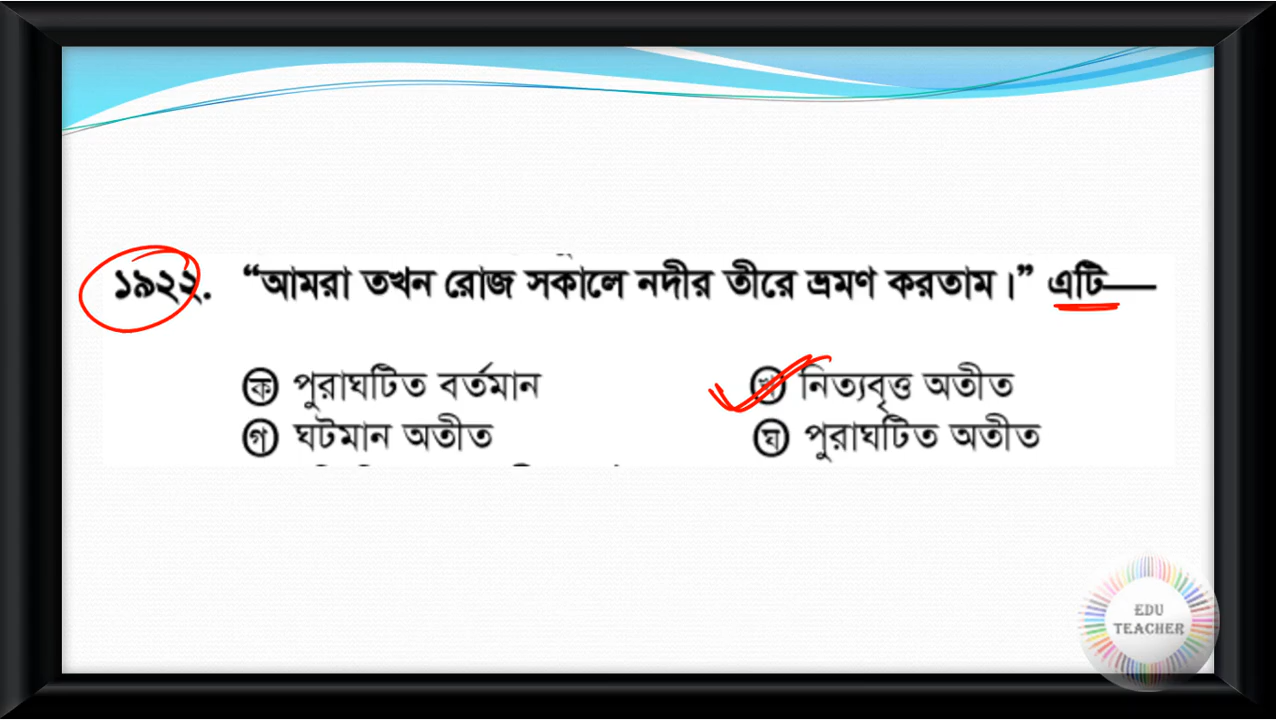 ১৯২২. “আমরা তখন রোজ সকালে নদীর তীরে ভ্রমণ করতাম।” এটি—
ক পুরাঘটিত বর্তমান
খ নিত্যবৃত্ত অতীত
গ ঘটমান অতীত
ঘ পুরাঘটিত অতীত
EDU
TEACHER